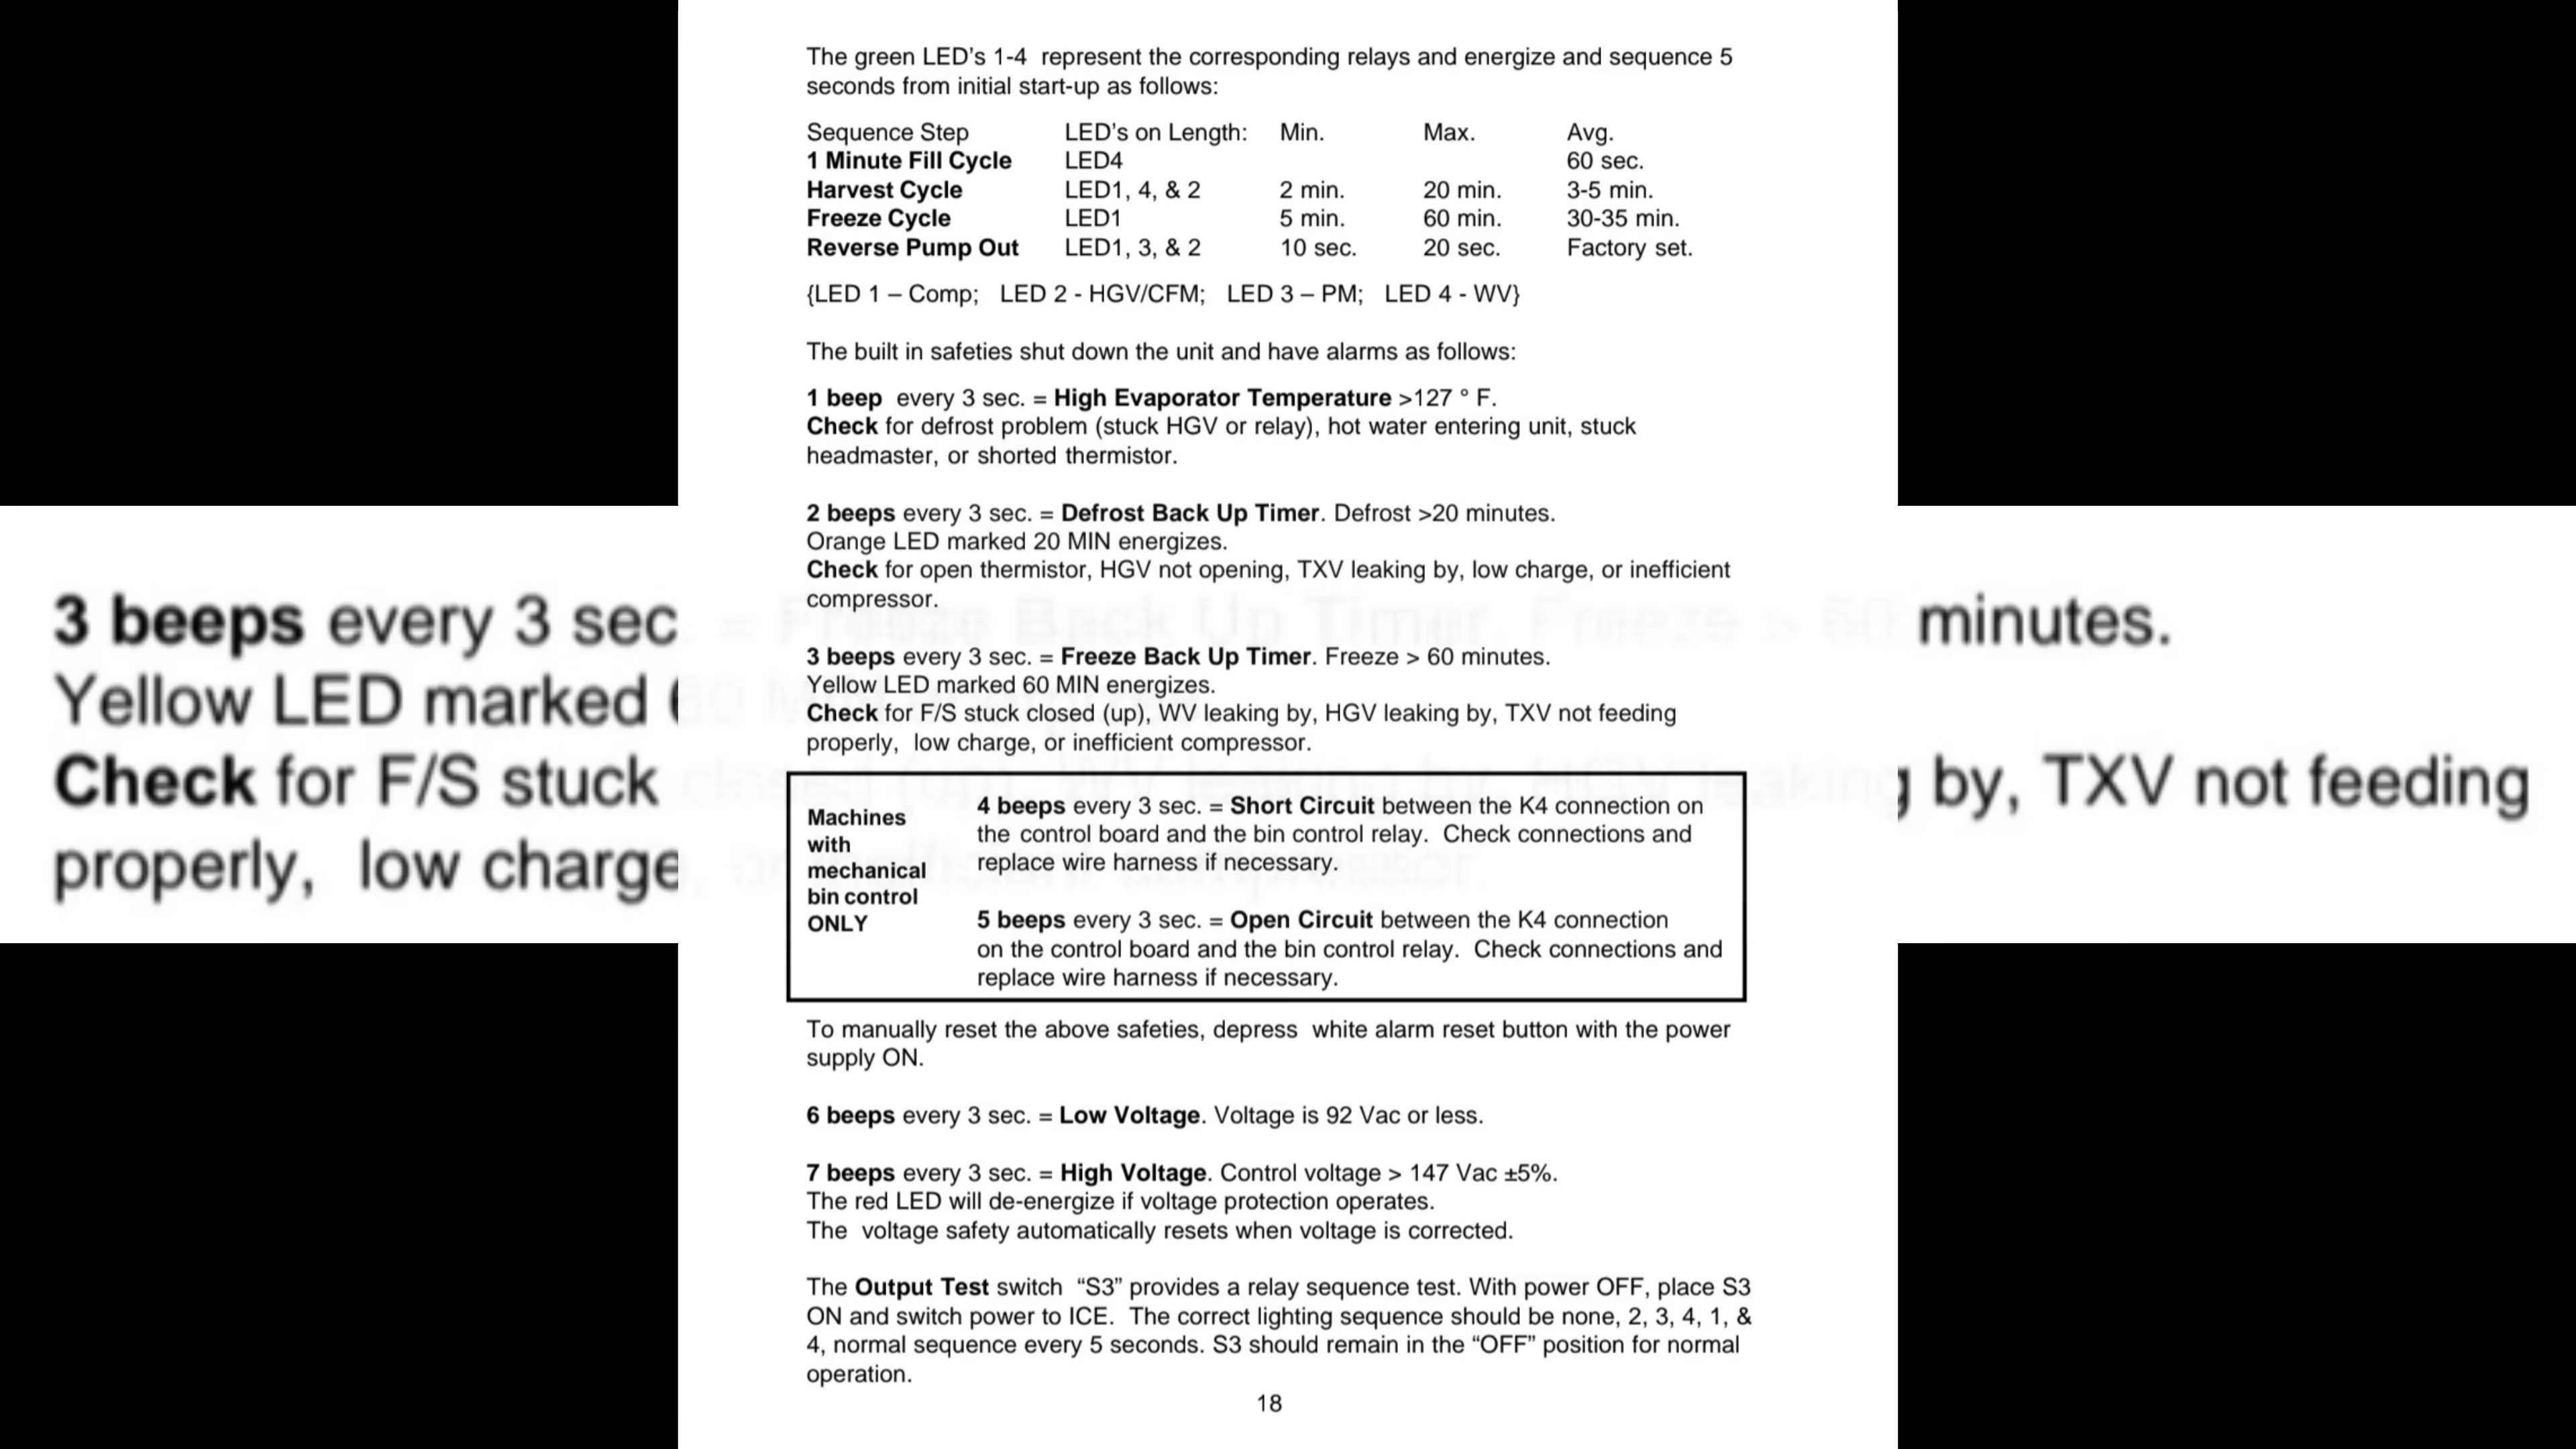 The green LED's 1-4  represent the corresponding relays and energize and sequence 5
seconds from initial start-up as follows:
Sequence Step LED's on Length: Min. Max. Avg.
1 Minute Fill Cycle LED4 60 sec.
Harvest Cycle LED1, 4, & 2 2 min. 20 min. 3-5 min.
Freeze Cycle LED1 5 min. 60 min. 30-35 min.
Reverse Pump Out LED1, 3, & 2 10 sec. 20 sec. Factory set.
{LED 1 – Comp;   LED 2 - HGV/CFM;   LED 3 – PM;   LED 4 - WV}
The built in safeties shut down the unit and have alarms as follows:
1 beep  every 3 sec. = High Evaporator Temperature >127 ° F.
Check for defrost problem (stuck HGV or relay), hot water entering unit, stuck
headmaster, or shorted thermistor.
2 beeps every 3 sec. = Defrost Back Up Timer. Defrost >20 minutes.
Orange LED marked 20 MIN energizes.
Check for open thermistor, HGV not opening, TXV leaking by, low charge, or inefficient
compressor.
3 beeps every 3 sec. = Freeze Back Up Timer. Freeze > 60 minutes.
Yellow LED marked 60 MIN energizes.
Check for F/S stuck closed (up), WV leaking by, HGV leaking by, TXV not feeding
properly,  low charge, or inefficient compressor.
Machines
with
mechanical
bin control
ONLY
4 beeps every 3 sec. = Short Circuit between the K4 connection on
the control board and the bin control relay.  Check connections and
replace wire harness if necessary.
5 beeps every 3 sec. = Open Circuit between the K4 connection
on the control board and the bin control relay.  Check connections and
replace wire harness if necessary.
To manually reset the above safeties, depress  white alarm reset button with the power
supply ON.
6 beeps every 3 sec. = Low Voltage. Voltage is 92 Vac or less.
7 beeps every 3 sec. = High Voltage. Control voltage > 147 Vac ±5%.
The red LED will de-energize if voltage protection operates.
The  voltage safety automatically resets when voltage is corrected.
The Output Test switch  “S3” provides a relay sequence test. With power OFF, place S3
ON and switch power to ICE.  The correct lighting sequence should be none, 2, 3, 4, 1, &
4, normal sequence every 5 seconds. S3 should remain in the “OFF” position for normal
operation.
18
3 beeps every 3 sec. = Freeze Back Up Timer. Freeze > 60 minutes.
Yellow LED marked 60
Check for F/S stuck closed (up), WV leaking by, HGV leaking by, TXV not feeding
properly,  low charge, or inefficient compressor.